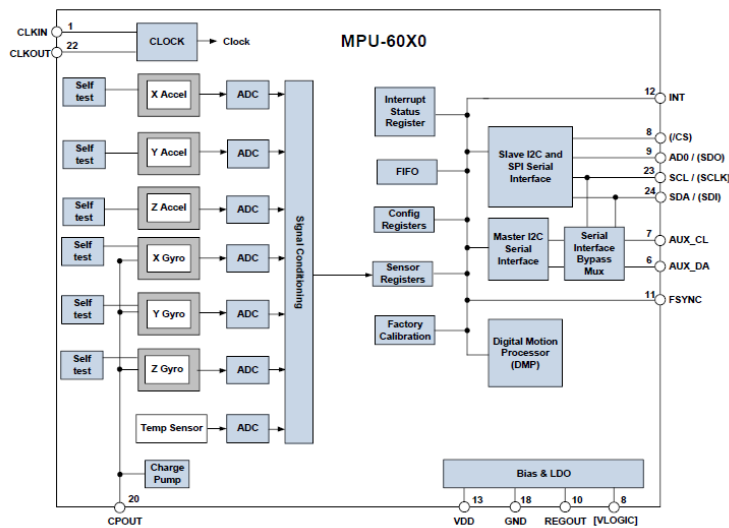 MPU-60X0
CLKIN
1
CLKOUT
22
CLOCK
Clock
Self
test
X Accel
ADC
Self
test
Y Accel
ADC
Self
test
Z Accel
ADC
Self
test
X Gyro
ADC
Self
test
Y Gyro
ADC
Self
test
Z Gyro
ADC
Temp Sensor
ADC
Charge
Pump
20
CPOUT
Signal Conditioning
Interrupt
Status
Register
FIFO
Config
Registers
Sensor
Registers
Factory
Calibration
Slave I2C and
SPI Serial
Interface
Master I2C
Serial
Interface
Serial
Interface
Bypass
Mux
Digital Motion
Processor
(DMP)
12
INT
8
(/CS)
9
AD0 / (SDO)
23
SCL / (SCLK)
24
SDA / (SDI)
7
AUX_CL
6
AUX_DA
11
FSYNC
Bias & LDO
13
VDD
18
GND
10
REGOUT
8
[VLOGIC]